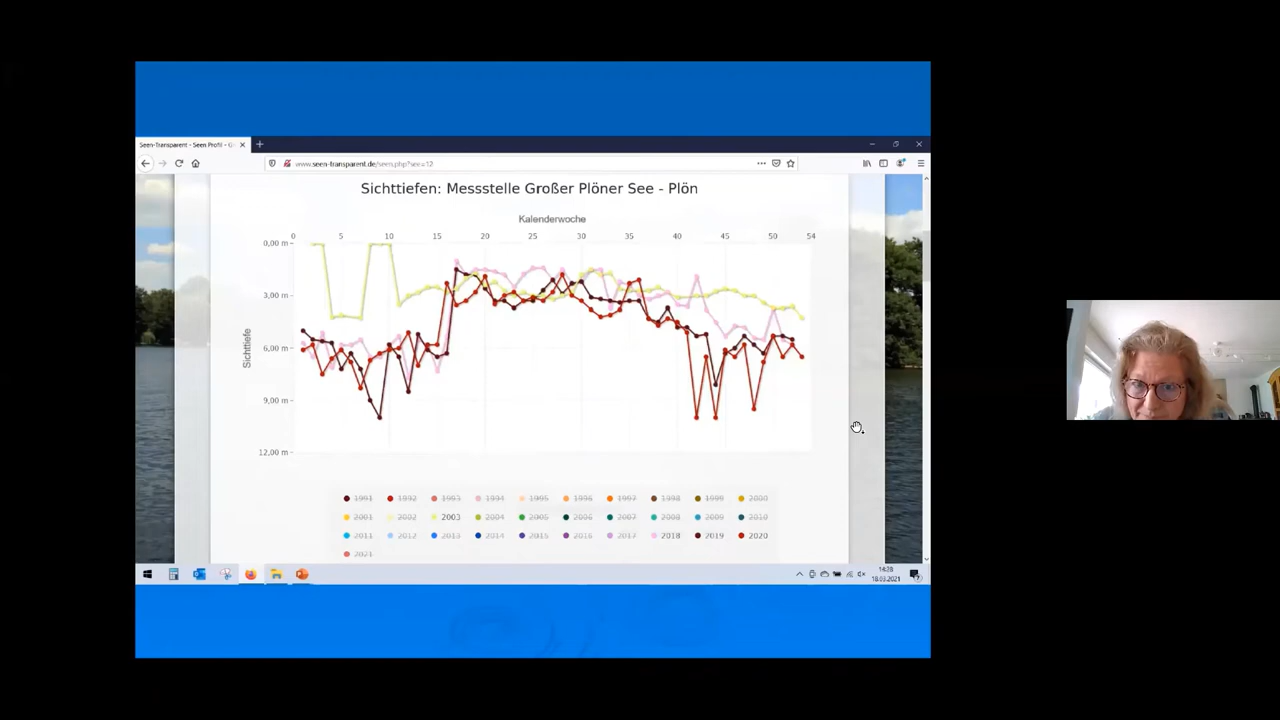 Seen-Transparent - Seen Profil - G
www.seen-transparent.de/seen.php?see=12
Sichttiefen: Messstelle Großer Plöner See - Plön
Kalenderwoche
0 5 10 15 20 25 30 35 40 45 50 54
0,00 m
3,00 m
6,00 m
9,00 m
12,00 m
Sichttiefe
1991 1992 1993 1994 1995 1996 1997 1998 1999 2000
2001 2002 2003 2004 2005 2006 2007 2008 2009 2010
2011 2012 2013 2014 2015 2016 2017 2018 2019 2020
2021
14:28
18.03.2021